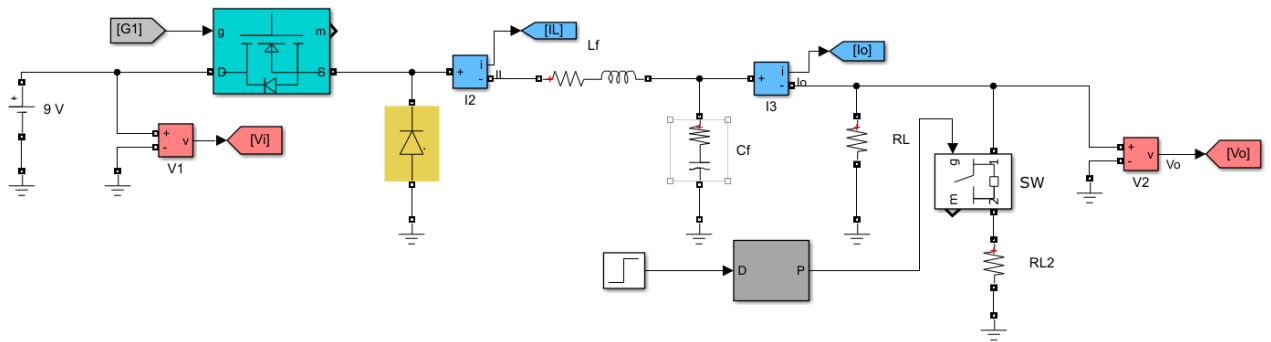 [G1]
g
m
D
S
[IL]
Lf
[Io]
+
i
-
IL
I2
+
i
-
Io
I3
+
9 V
+
-
v
[Vi]
V1
Cf
RL
g
1
m
2
SW
+
-
v
Vo
[Vo]
V2
D
P
RL2